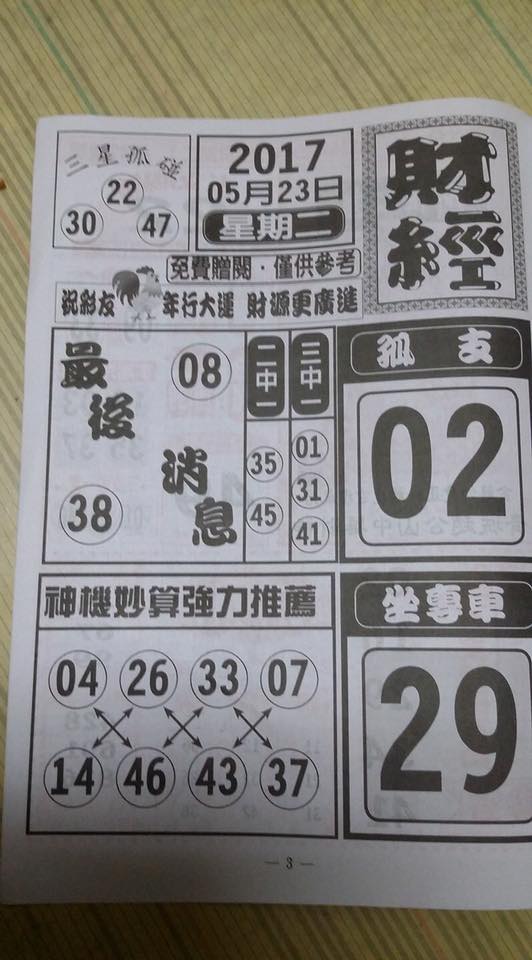 三星孤碰
22
30 47
2017
05月23日
星期二
財經
免費贈閱·僅供參考
祝彩友 年行大運 財源更廣進
最後消息
08
38
二中一
35
45
三中一
01
31
41
孤支
02
神機妙算強力推薦
04 26 33 07
14 46 43 37
坐專車
29
— 3 —